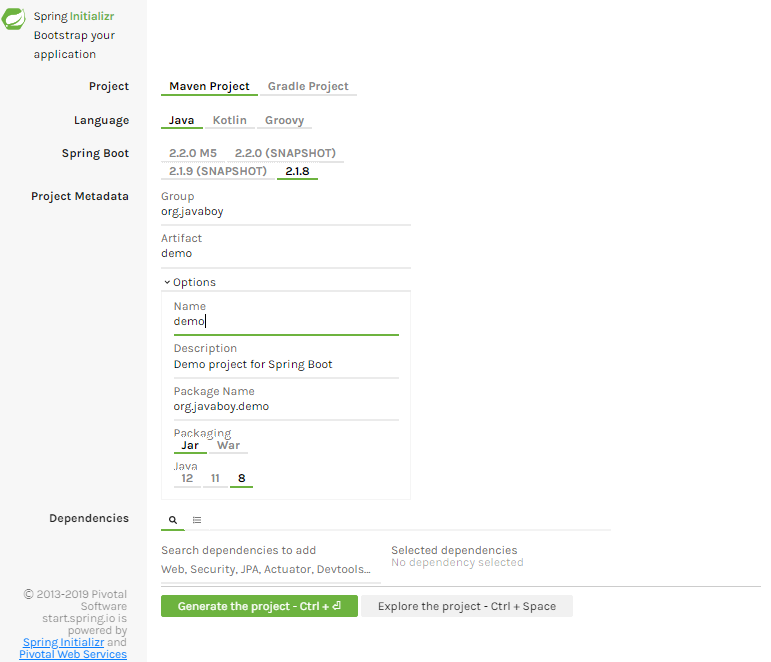 Spring Initializr
Bootstrap your
application
Project
Maven Project Gradle Project
Language
Java Kotlin Groovy
Spring Boot
2.2.0 M5 2.2.0 (SNAPSHOT)
2.1.9 (SNAPSHOT) 2.1.8
Project Metadata
Group
org.javaboy
Artifact
demo
Options
Name
demo
Description
Demo project for Spring Boot
Package Name
org.javaboy.demo
Packaging
Jar War
Java
12 11 8
Dependencies
Search dependencies to add
Web, Security, JPA, Actuator, Devtools...
Selected dependencies
No dependency selected
© 2013-2019 Pivotal
Software
start.spring.io is
powered by
Spring Initializr and
Pivotal Web Services
Generate the project - Ctrl + ⏎
Explore the project - Ctrl + Space